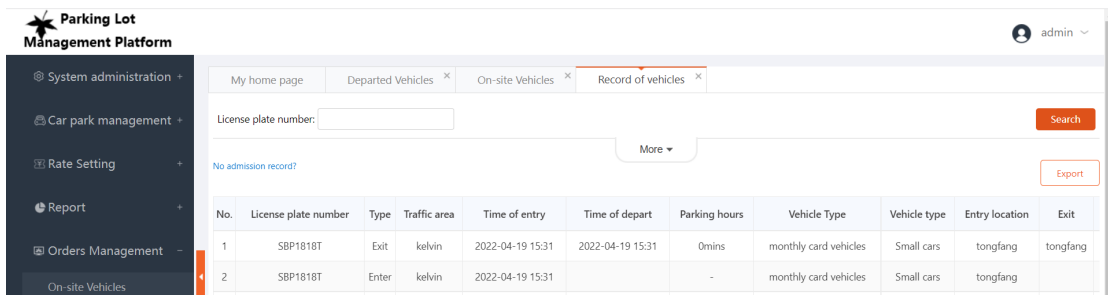 Parking Lot
Management Platform
admin
System administration +
My home page Departed Vehicles × On-site Vehicles × Record of vehicles ×
Car park management +
License plate number: Search
More ▾
Rate Setting +
No admission record? Export
Report +
No. License plate number Type Traffic area Time of entry Time of depart Parking hours Vehicle Type Vehicle type Entry location Exit
Orders Management −
1 SBP1818T Exit kelvin 2022-04-19 15:31 2022-04-19 15:31 0mins monthly card vehicles Small cars tongfang tongfang
2 SBP1818T Enter kelvin 2022-04-19 15:31 - monthly card vehicles Small cars tongfang
On-site Vehicles